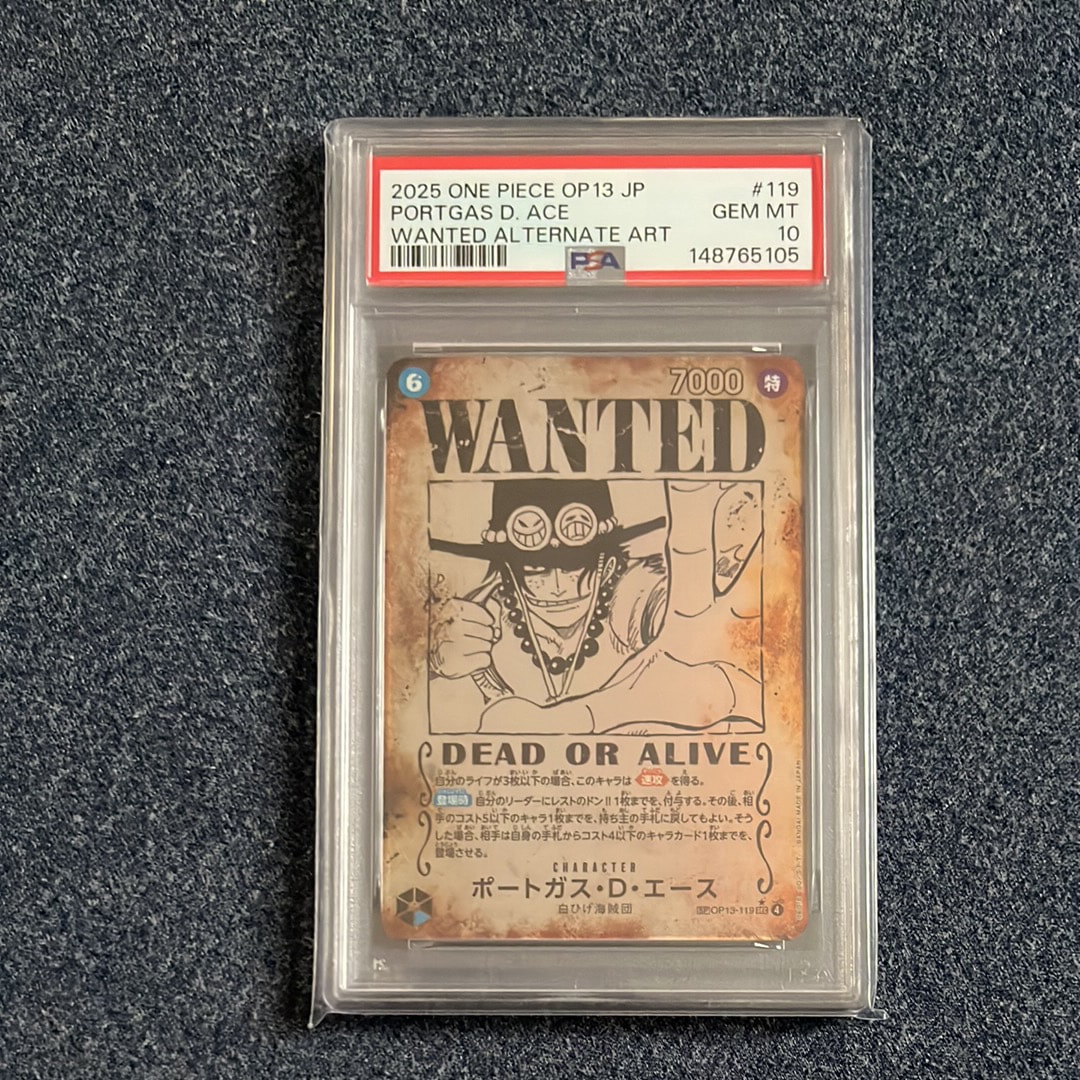 2025 ONE PIECE OP13 JP #119
PORTGAS D. ACE GEM MT
WANTED ALTERNATE ART 10
PSA 148765105
6 7000 特
WANTED
DEAD OR ALIVE
自分のライフが3枚以下の場合、このキャラは 速攻 を得る。
登場時 自分のリーダーにレストのドン!!1枚までを、付与する。その後、相
手のコスト5以下のキャラ1枚までを、持ち主の手札に戻してもよい。そう
した場合、相手は自身の手札からコスト4以下のキャラカード1枚までを、
登場させる。
CHARACTER
ポートガス・D・エース
白ひげ海賊団
SP OP13-119 SEC 4
BANDAI MADE IN JAPAN